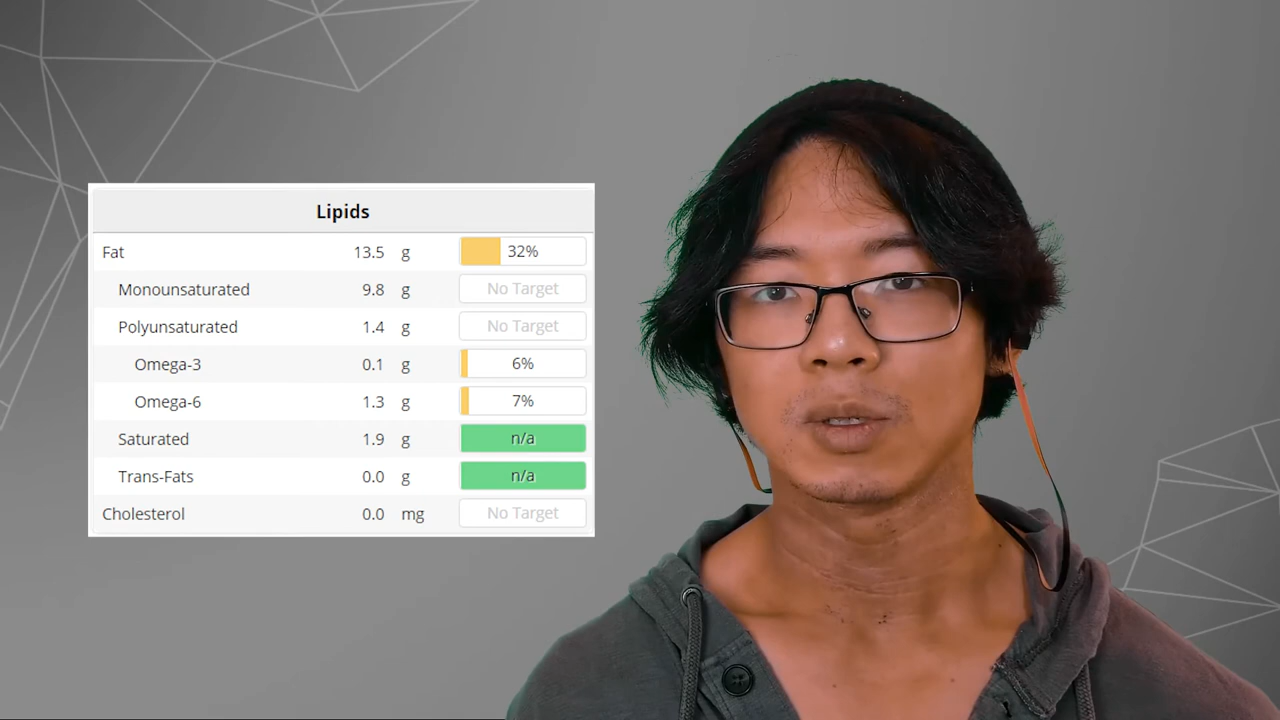 Lipids
Fat 13.5 g 32%
Monounsaturated 9.8 g No Target
Polyunsaturated 1.4 g No Target
Omega-3 0.1 g 6%
Omega-6 1.3 g 7%
Saturated 1.9 g n/a
Trans-Fats 0.0 g n/a
Cholesterol 0.0 mg No Target